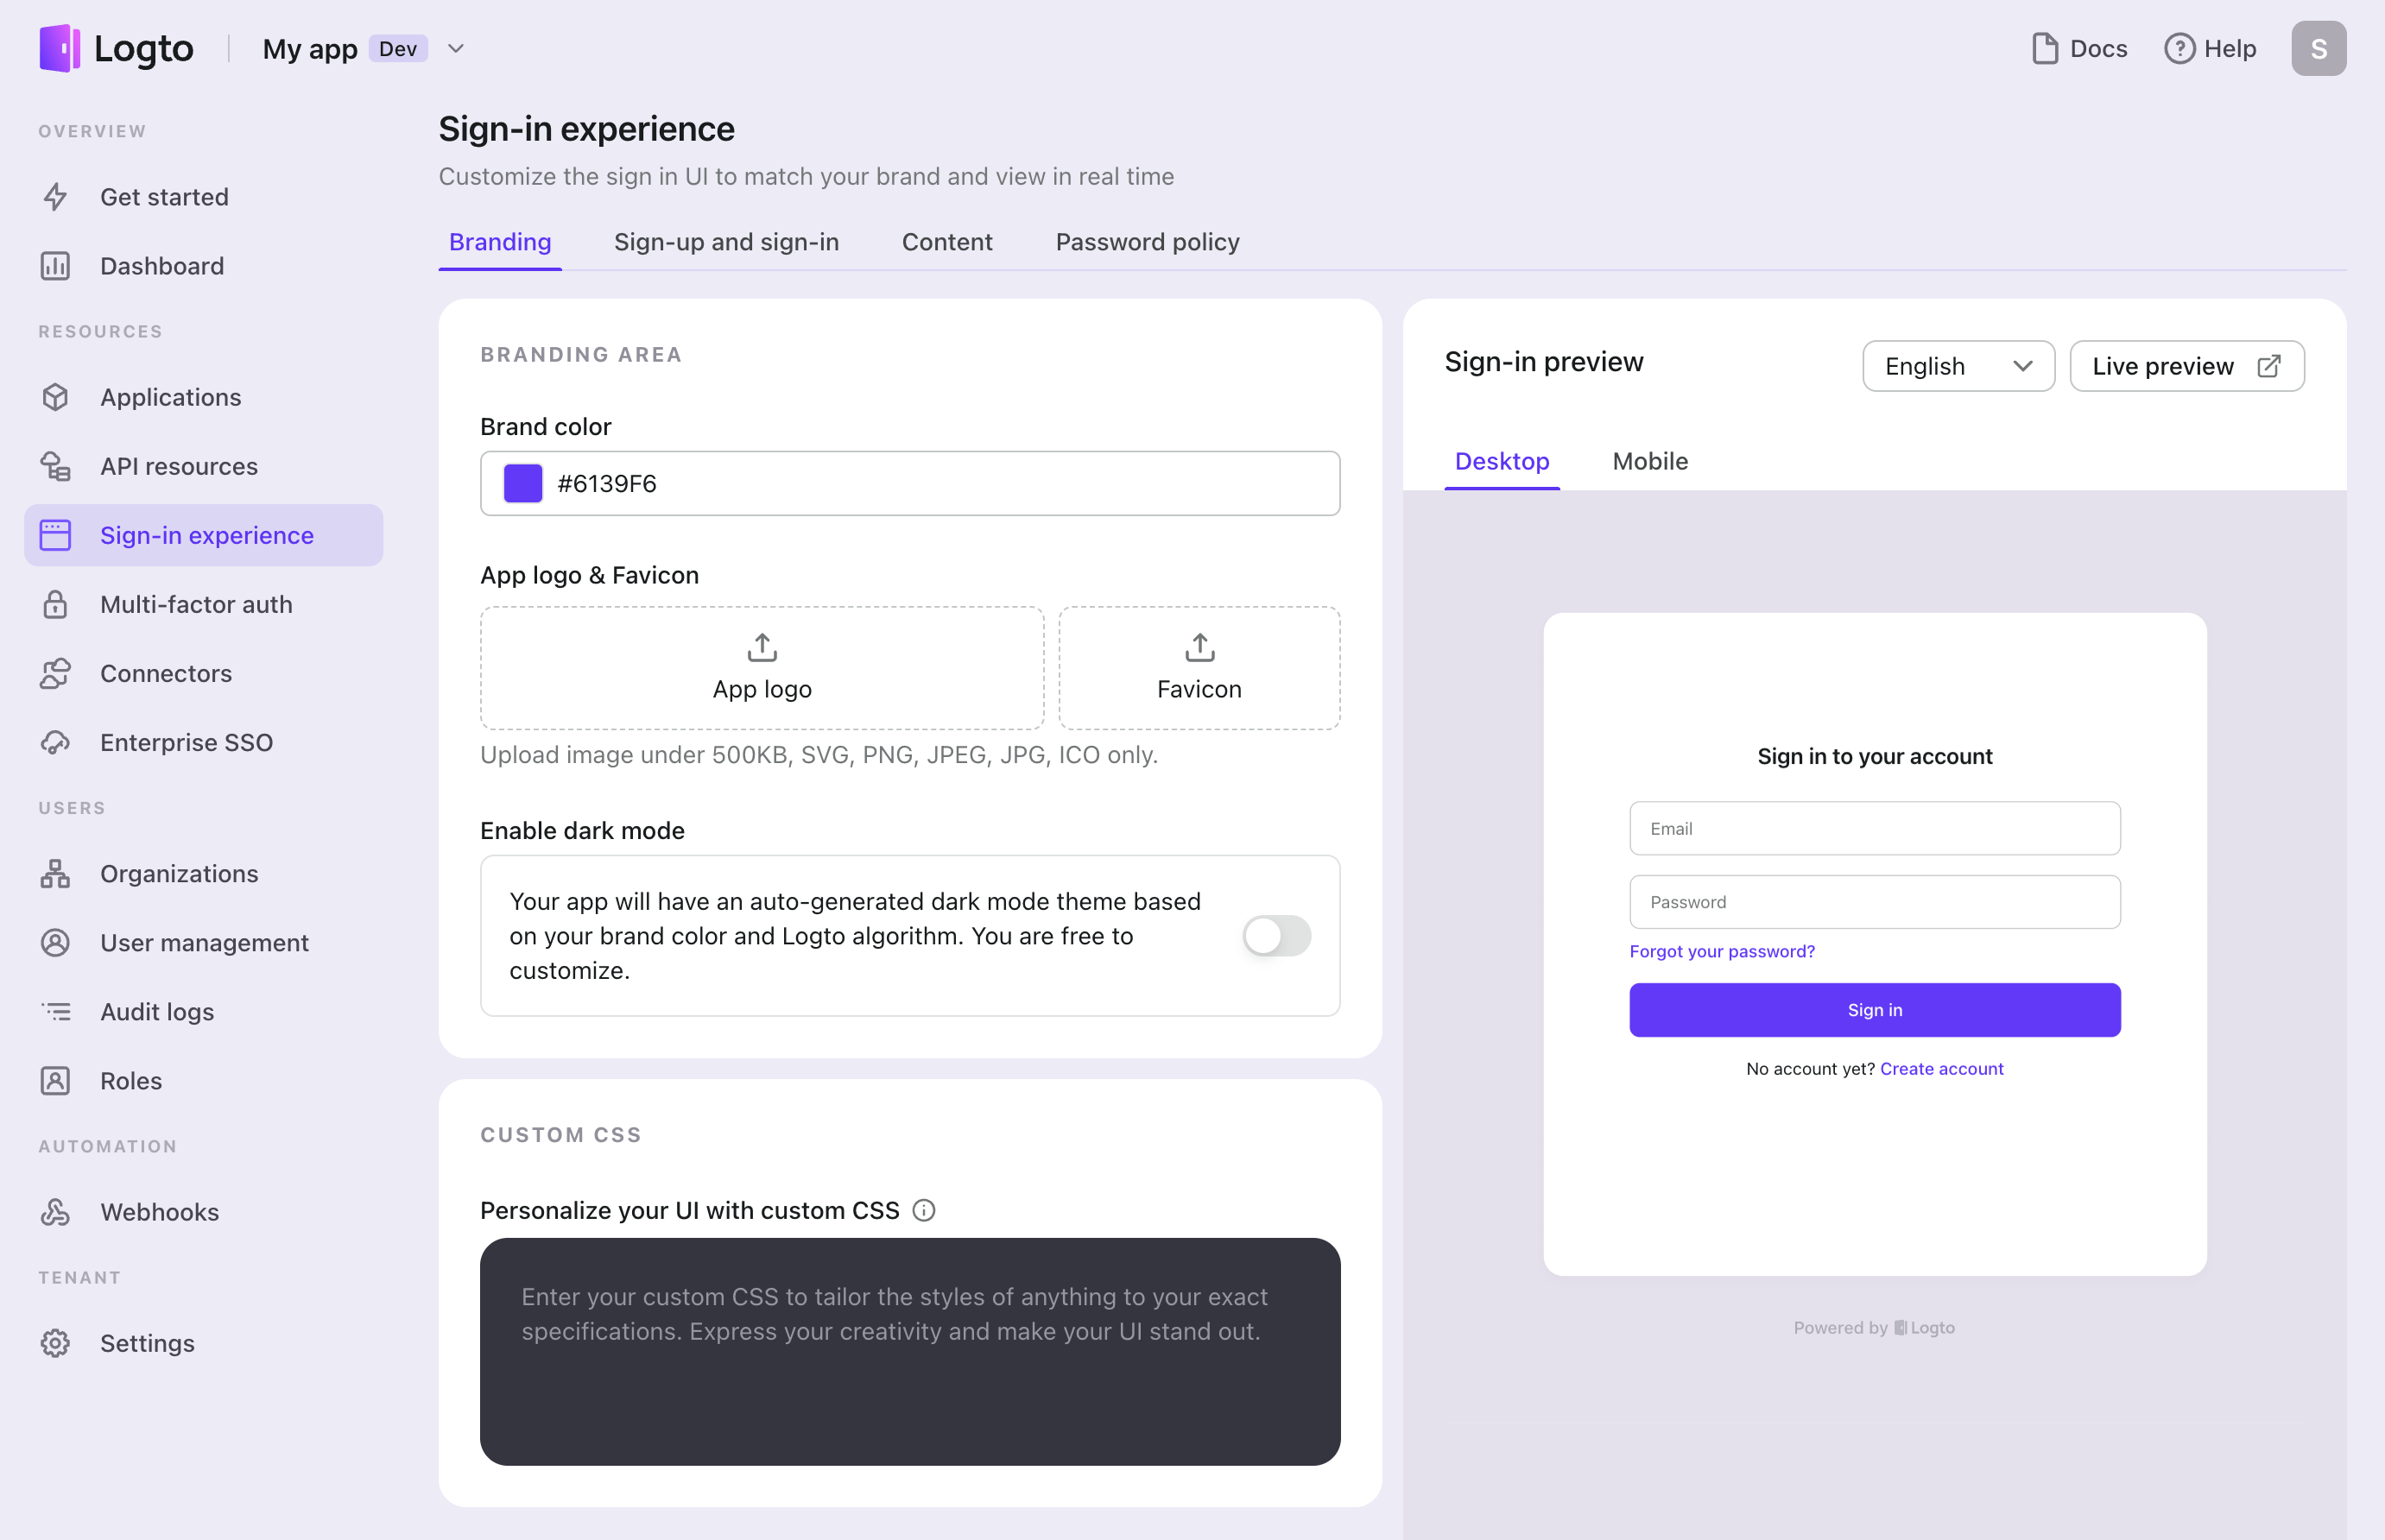 Logto
My app Dev
Docs
Help
S
OVERVIEW
Get started
Dashboard
RESOURCES
Applications
API resources
Sign-in experience
Multi-factor auth
Connectors
Enterprise SSO
USERS
Organizations
User management
Audit logs
Roles
AUTOMATION
Webhooks
TENANT
Settings
Sign-in experience
Customize the sign in UI to match your brand and view in real time
Branding Sign-up and sign-in Content Password policy
BRANDING AREA
Brand color
#6139F6
App logo & Favicon
App logo
Favicon
Upload image under 500KB, SVG, PNG, JPEG, JPG, ICO only.
Enable dark mode
Your app will have an auto-generated dark mode theme based
on your brand color and Logto algorithm. You are free to
customize.
CUSTOM CSS
Personalize your UI with custom CSS
Enter your custom CSS to tailor the styles of anything to your exact
specifications. Express your creativity and make your UI stand out.
Sign-in preview
English
Live preview
Desktop Mobile
Sign in to your account
Email
Password
Forgot your password?
Sign in
No account yet? Create account
Powered by Logto